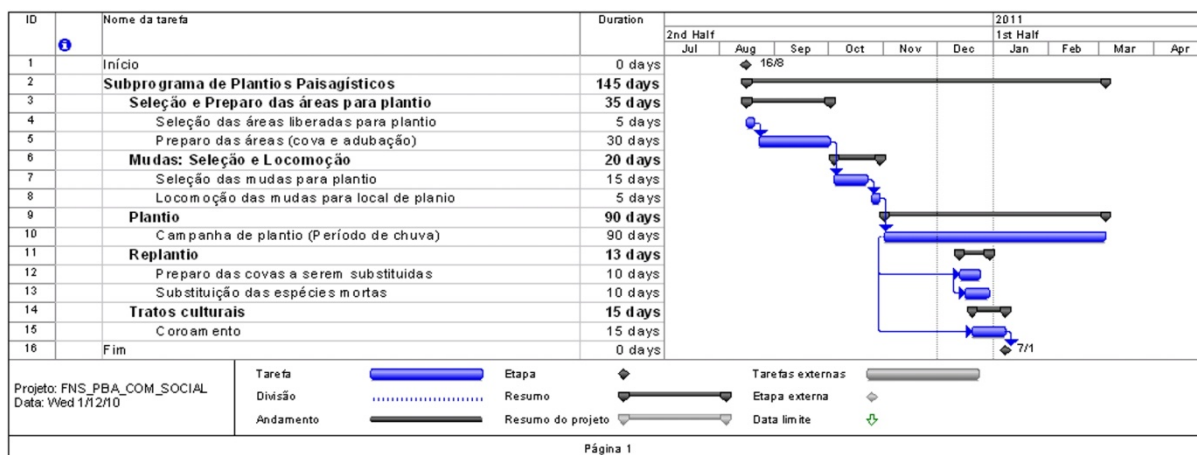 ID Nome da tarefa Duration 2011
2nd Half 1st Half
Jul Aug Sep Oct Nov Dec Jan Feb Mar Apr
1 Início 0 days 16/8
2 Subprograma de Plantios Paisagísticos 145 days
3 Seleção e Preparo das áreas para plantio 35 days
4 Seleção das áreas liberadas para plantio 5 days
5 Preparo das áreas (cova e adubação) 30 days
6 Mudas: Seleção e Locomoção 20 days
7 Seleção das mudas para plantio 15 days
8 Locomoção das mudas para local de planio 5 days
9 Plantio 90 days
10 Campanha de plantio (Período de chuva) 90 days
11 Replantio 13 days
12 Preparo das covas a serem substituidas 10 days
13 Substituição das espécies mortas 10 days
14 Tratos culturais 15 days
15 Coroamento 15 days
16 Fim 0 days 7/1
Projeto: FNS_PBA_COM_SOCIAL
Data: Wed 1/12/10
Tarefa Etapa Tarefas externas
Divisão Resumo Etapa externa
Andamento Resumo do projeto Data limite
Página 1